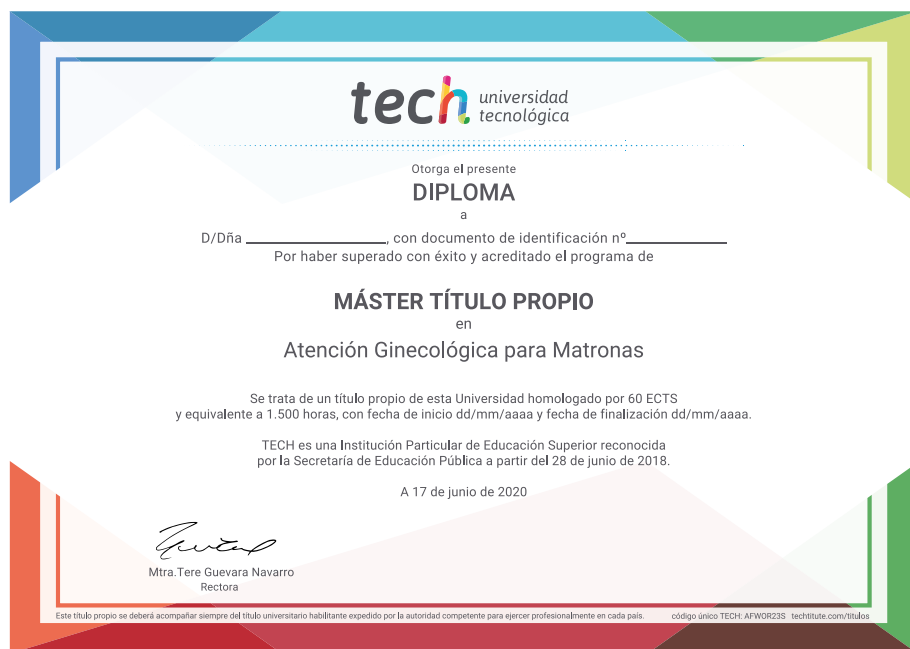 tech universidad
tecnológica
Otorga el presente
DIPLOMA
a
D/Dña ____________________, con documento de identificación nº______________
Por haber superado con éxito y acreditado el programa de
MÁSTER TÍTULO PROPIO
en
Atención Ginecológica para Matronas
Se trata de un título propio de esta Universidad homologado por 60 ECTS
y equivalente a 1.500 horas, con fecha de inicio dd/mm/aaaa y fecha de finalización dd/mm/aaaa.
TECH es una Institución Particular de Educación Superior reconocida
por la Secretaría de Educación Pública a partir del 28 de junio de 2018.
A 17 de junio de 2020
Mtra.Tere Guevara Navarro
Rectora
Este título propio se deberá acompañar siempre del título universitario habilitante expedido por la autoridad competente para ejercer profesionalmente en cada país. código único TECH: AFWOR23S techtitute.com/titulos